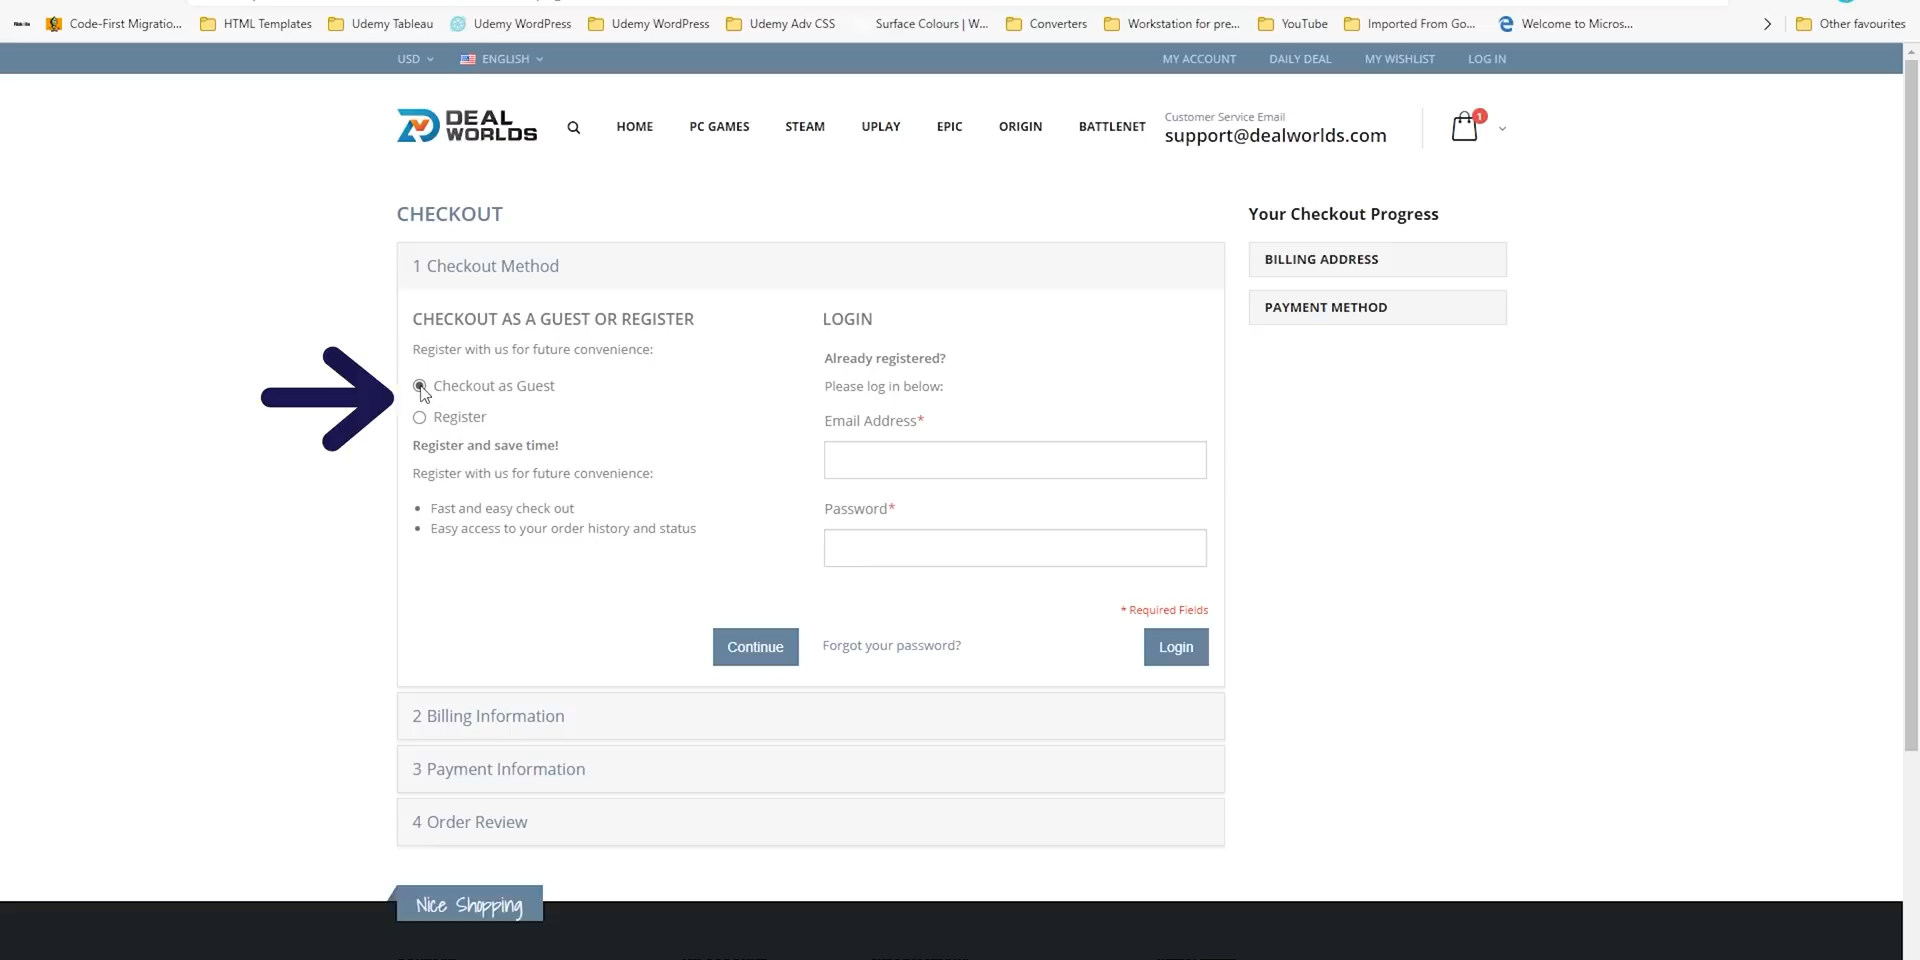 Code-First Migratio...
HTML Templates
Udemy Tableau
Udemy WordPress
Udemy WordPress
Udemy Adv CSS
Surface Colours | W...
Converters
Workstation for pre...
YouTube
Imported From Go...
Welcome to Micros...
Other favourites
USD
ENGLISH
MY ACCOUNT
DAILY DEAL
MY WISHLIST
LOG IN
DEAL
WORLDS
HOME
PC GAMES
STEAM
UPLAY
EPIC
ORIGIN
BATTLENET
Customer Service Email
support@dealworlds.com
1
CHECKOUT
1 Checkout Method
CHECKOUT AS A GUEST OR REGISTER
Register with us for future convenience:
Checkout as Guest
Register
Register and save time!
Register with us for future convenience:
• Fast and easy check out
• Easy access to your order history and status
Continue
LOGIN
Already registered?
Please log in below:
Email Address*
Password*
* Required Fields
Forgot your password?
Login
2 Billing Information
3 Payment Information
4 Order Review
Your Checkout Progress
BILLING ADDRESS
PAYMENT METHOD
Nice Shopping